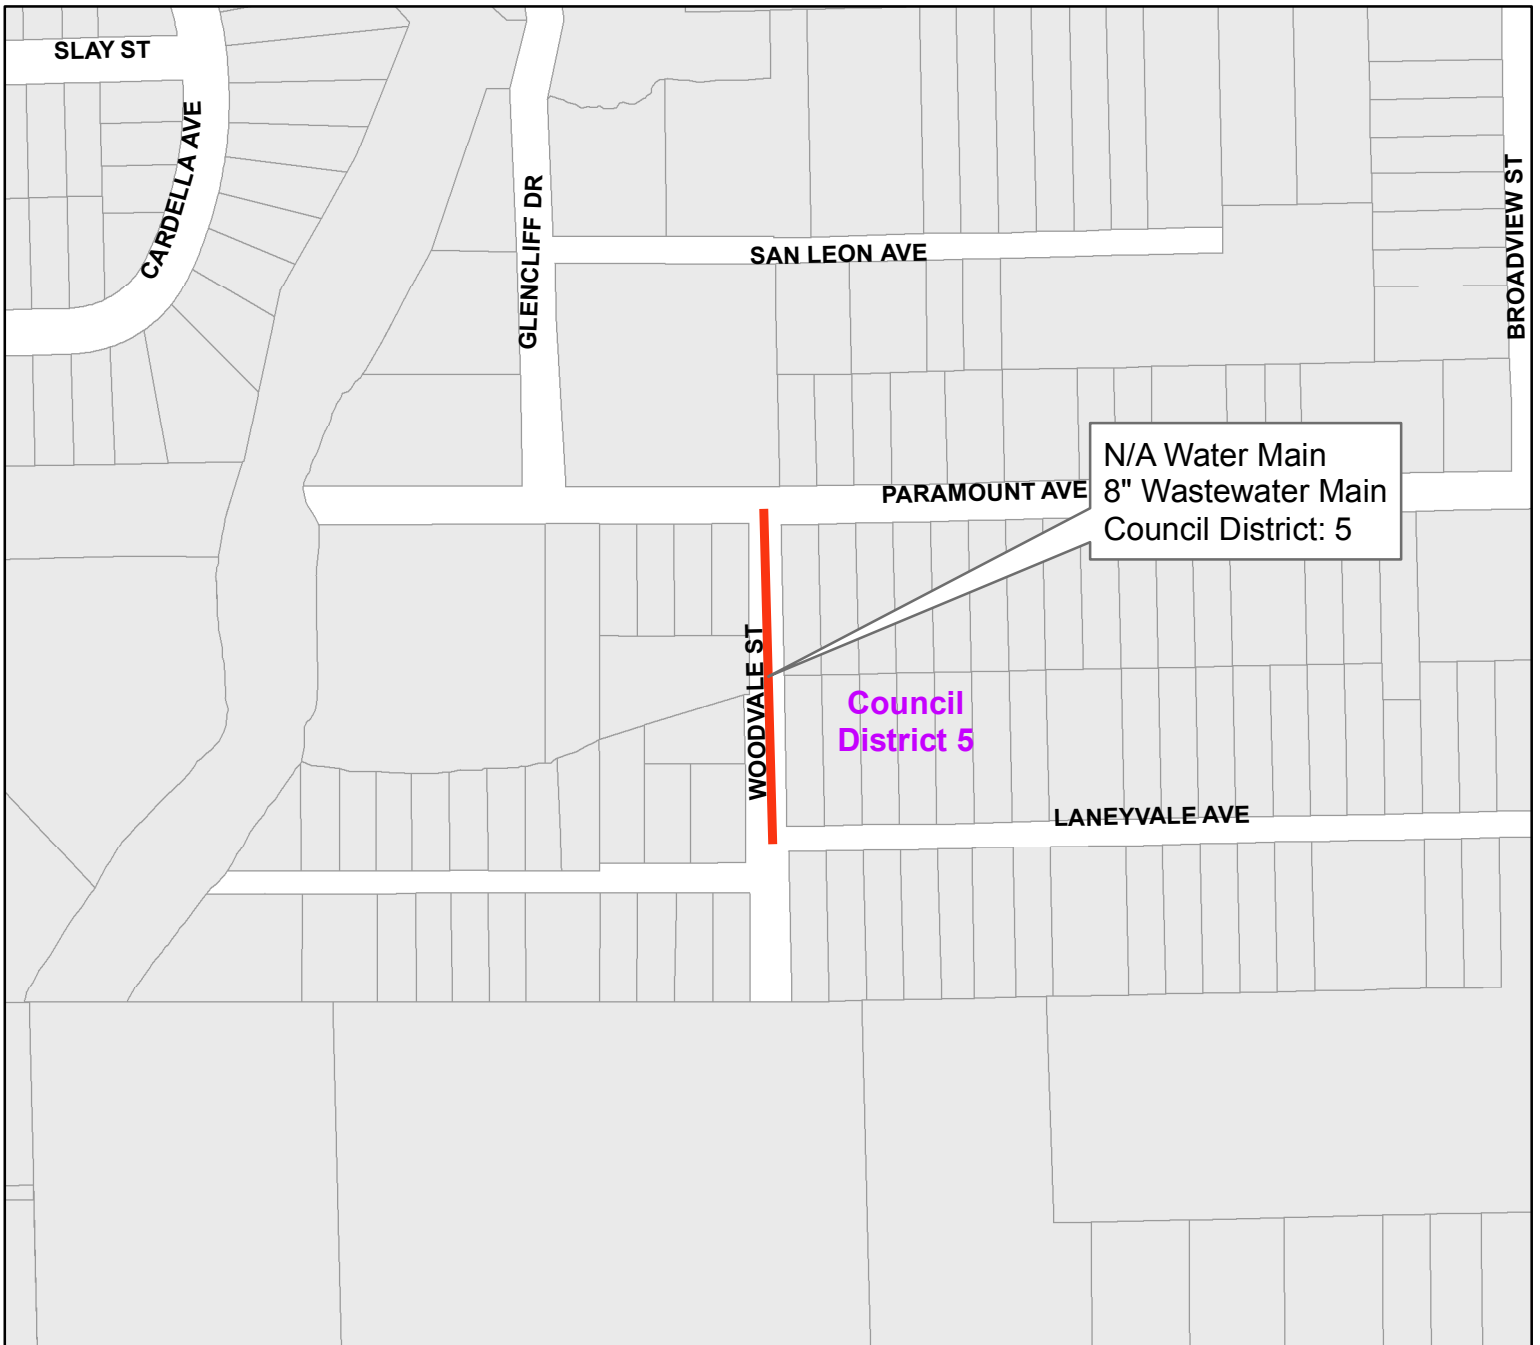 SLAY ST
CARDELLA AVE
GLENCLIFF DR
SAN LEON AVE
BROADVIEW ST
PARAMOUNT AVE
N/A Water Main
8" Wastewater Main
Council District: 5
WOODVALE ST
Council
District 5
LANEYVALE AVE